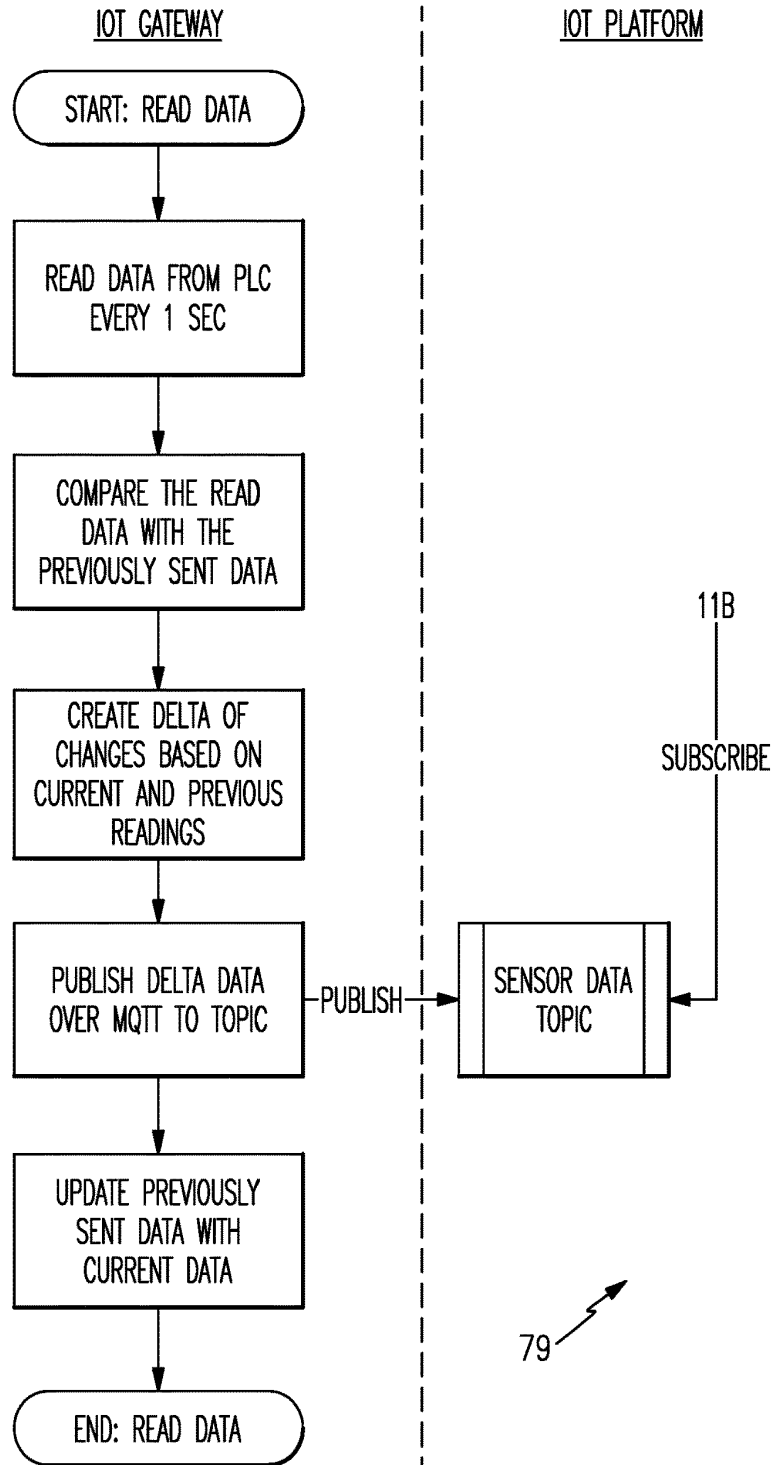 IOT GATEWAY
IOT PLATFORM
START: READ DATA
READ DATA FROM PLC
EVERY 1 SEC
COMPARE THE READ
DATA WITH THE
PREVIOUSLY SENT DATA
11B
CREATE DELTA OF
CHANGES BASED ON
CURRENT AND PREVIOUS
READINGS
SUBSCRIBE
PUBLISH DELTA DATA
OVER MQTT TO TOPIC
PUBLISH
SENSOR DATA
TOPIC
UPDATE PREVIOUSLY
SENT DATA WITH
CURRENT DATA
79
END: READ DATA